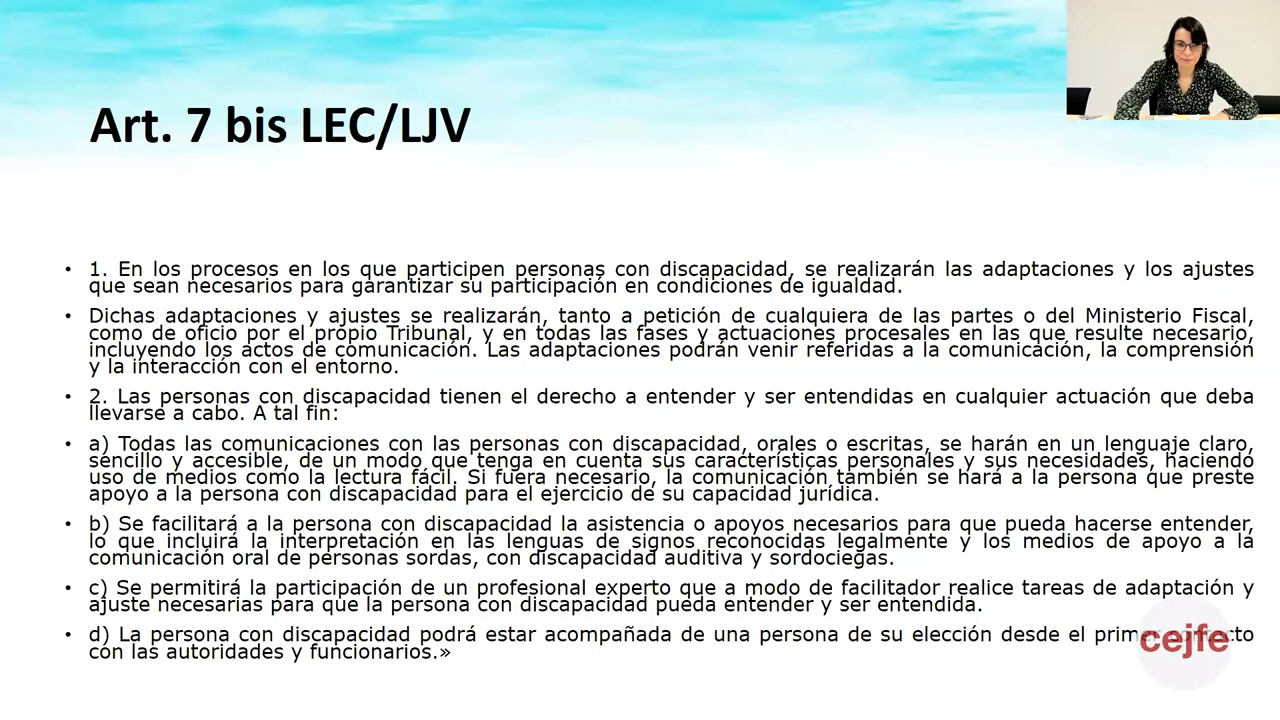 Art. 7 bis LEC/LJV
• 1. En los procesos en los que participen personas con discapacidad, se realizarán las adaptaciones y los ajustes
que sean necesarios para garantizar su participación en condiciones de igualdad.
• Dichas adaptaciones y ajustes se realizarán, tanto a petición de cualquiera de las partes o del Ministerio Fiscal,
como de oficio por el propio Tribunal, y en todas las fases y actuaciones procesales en las que resulte necesario,
incluyendo los actos de comunicación. Las adaptaciones podrán venir referidas a la comunicación, la comprensión
y la interacción con el entorno.
• 2. Las personas con discapacidad tienen el derecho a entender y ser entendidas en cualquier actuación que deba
llevarse a cabo. A tal fin:
• a) Todas las comunicaciones con las personas con discapacidad, orales o escritas, se harán en un lenguaje claro,
sencillo y accesible, de un modo que tenga en cuenta sus características personales y sus necesidades, haciendo
uso de medios como la lectura fácil. Si fuera necesario, la comunicación también se hará a la persona que preste
apoyo a la persona con discapacidad para el ejercicio de su capacidad jurídica.
• b) Se facilitará a la persona con discapacidad la asistencia o apoyos necesarios para que pueda hacerse entender,
lo que incluirá la interpretación en las lenguas de signos reconocidas legalmente y los medios de apoyo a la
comunicación oral de personas sordas, con discapacidad auditiva y sordociegas.
• c) Se permitirá la participación de un profesional experto que a modo de facilitador realice tareas de adaptación y
ajuste necesarias para que la persona con discapacidad pueda entender y ser entendida.
• d) La persona con discapacidad podrá estar acompañada de una persona de su elección desde el primer contacto
con las autoridades y funcionarios.»
cejfe